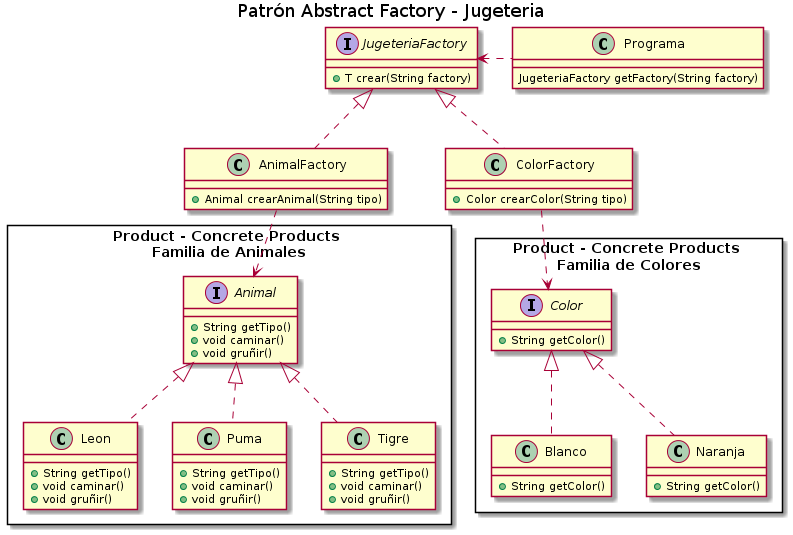 Patrón Abstract Factory - Jugeteria
I JugeteriaFactory
T crear(String factory)
C Programa
JugeteriaFactory getFactory(String factory)
C AnimalFactory
Animal crearAnimal(String tipo)
C ColorFactory
Color crearColor(String tipo)
Product - Concrete Products
Familia de Animales
I Animal
String getTipo()
void caminar()
void gruñir()
C Leon
String getTipo()
void caminar()
void gruñir()
C Puma
String getTipo()
void caminar()
void gruñir()
C Tigre
String getTipo()
void caminar()
void gruñir()
Product - Concrete Products
Familia de Colores
I Color
String getColor()
C Blanco
String getColor()
C Naranja
String getColor()